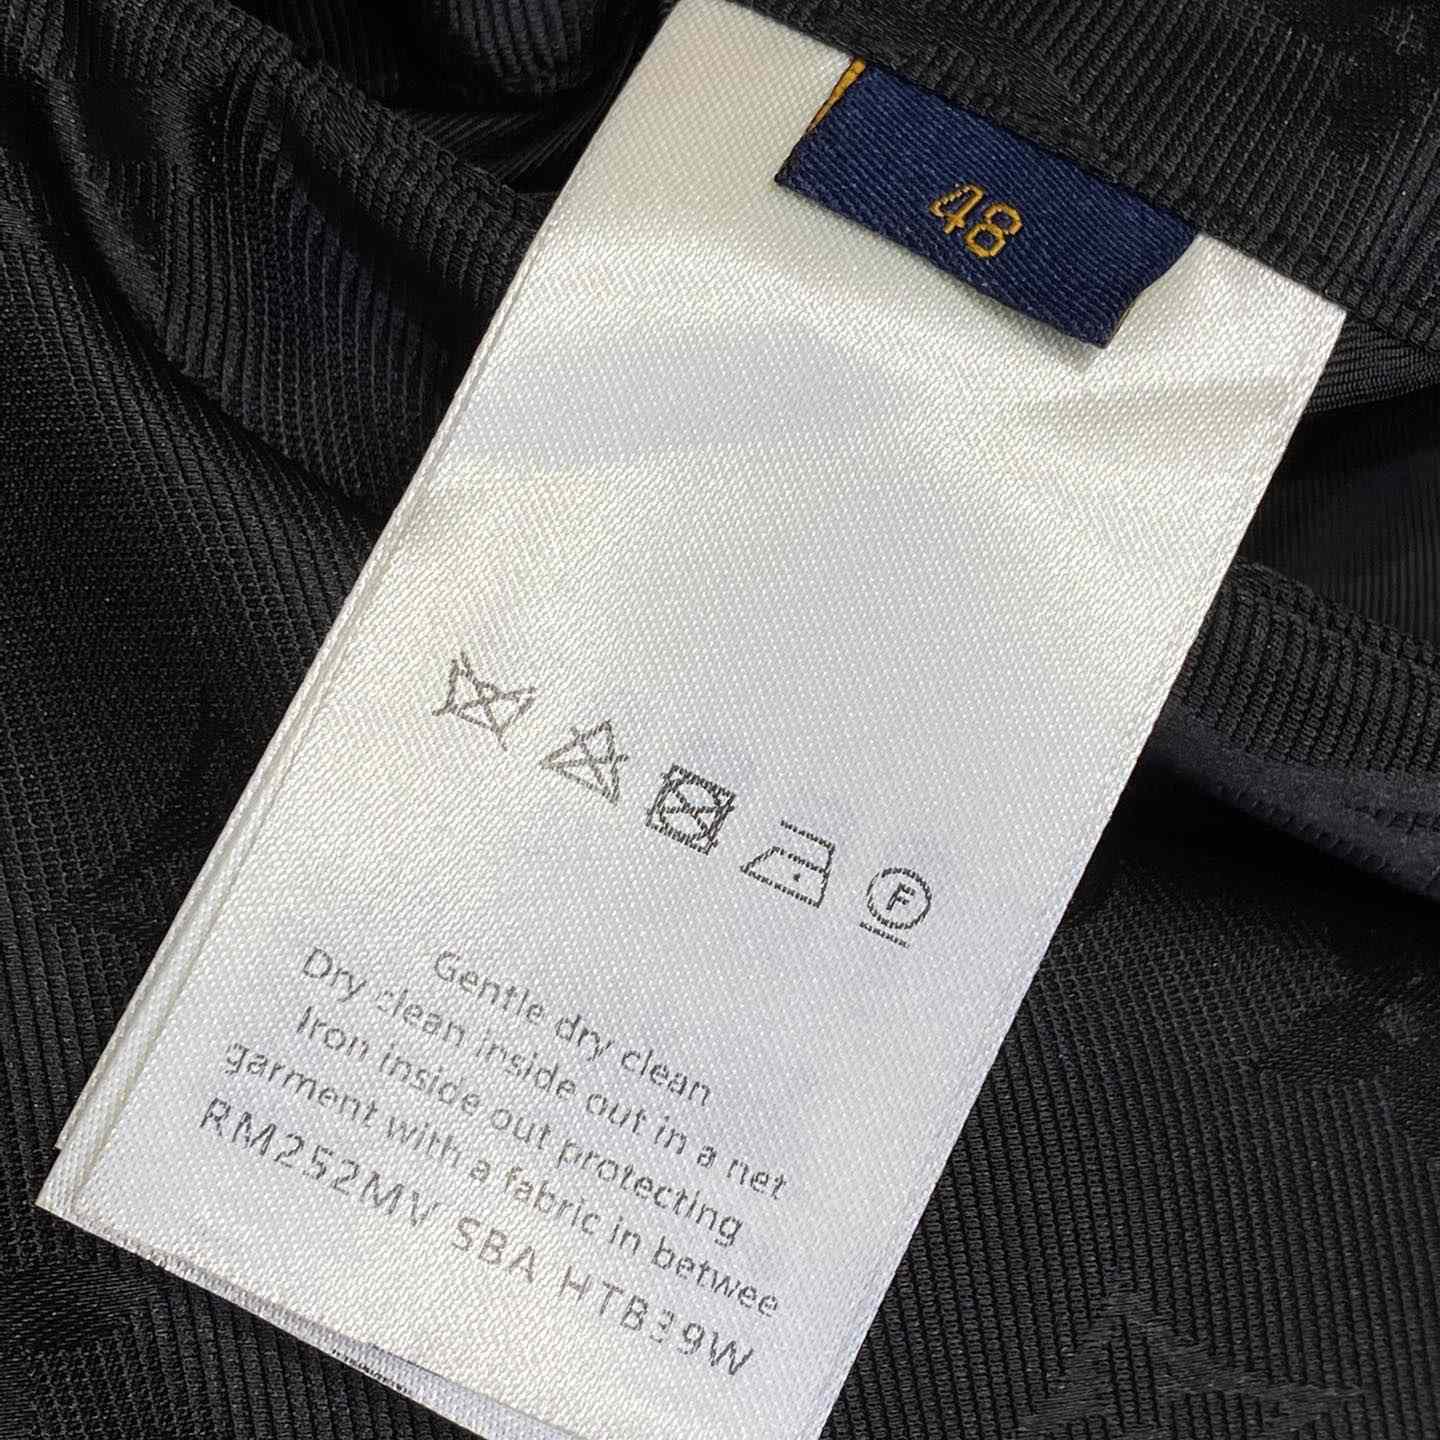 48
F
Gentle dry clean
Dry clean inside out in a net
Iron inside out protecting
garment with a fabric in betwee
RM252MV SBA HTB39W